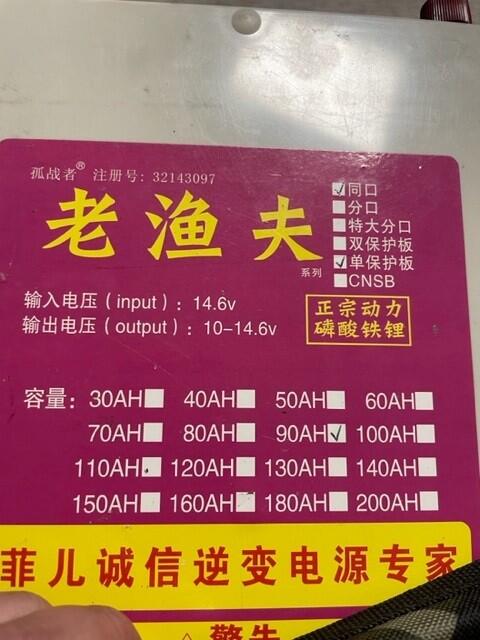 孤战者® 注册号: 32143097
老渔夫
系列
☑同口
□分口
□特大分口
□双保护板
☑单保护板
□CNSB
输入电压（input）: 14.6v
输出电压（output）: 10-14.6v
正宗动力
磷酸铁锂
容量: 30AH□ 40AH□ 50AH□ 60AH□
70AH□ 80AH□ 90AH☑ 100AH□
110AH□ 120AH□ 130AH□ 140AH□
150AH□ 160AH□ 180AH□ 200AH□
菲儿诚信逆变电源专家
⚠警告